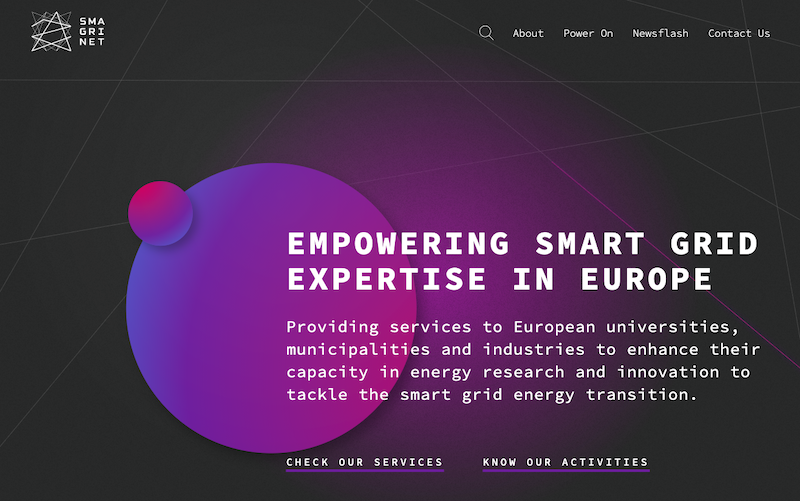 SMA
GRI
NET
About Power On Newsflash Contact Us
EMPOWERING SMART GRID
EXPERTISE IN EUROPE
Providing services to European universities,
municipalities and industries to enhance their
capacity in energy research and innovation to
tackle the smart grid energy transition.
CHECK OUR SERVICES KNOW OUR ACTIVITIES